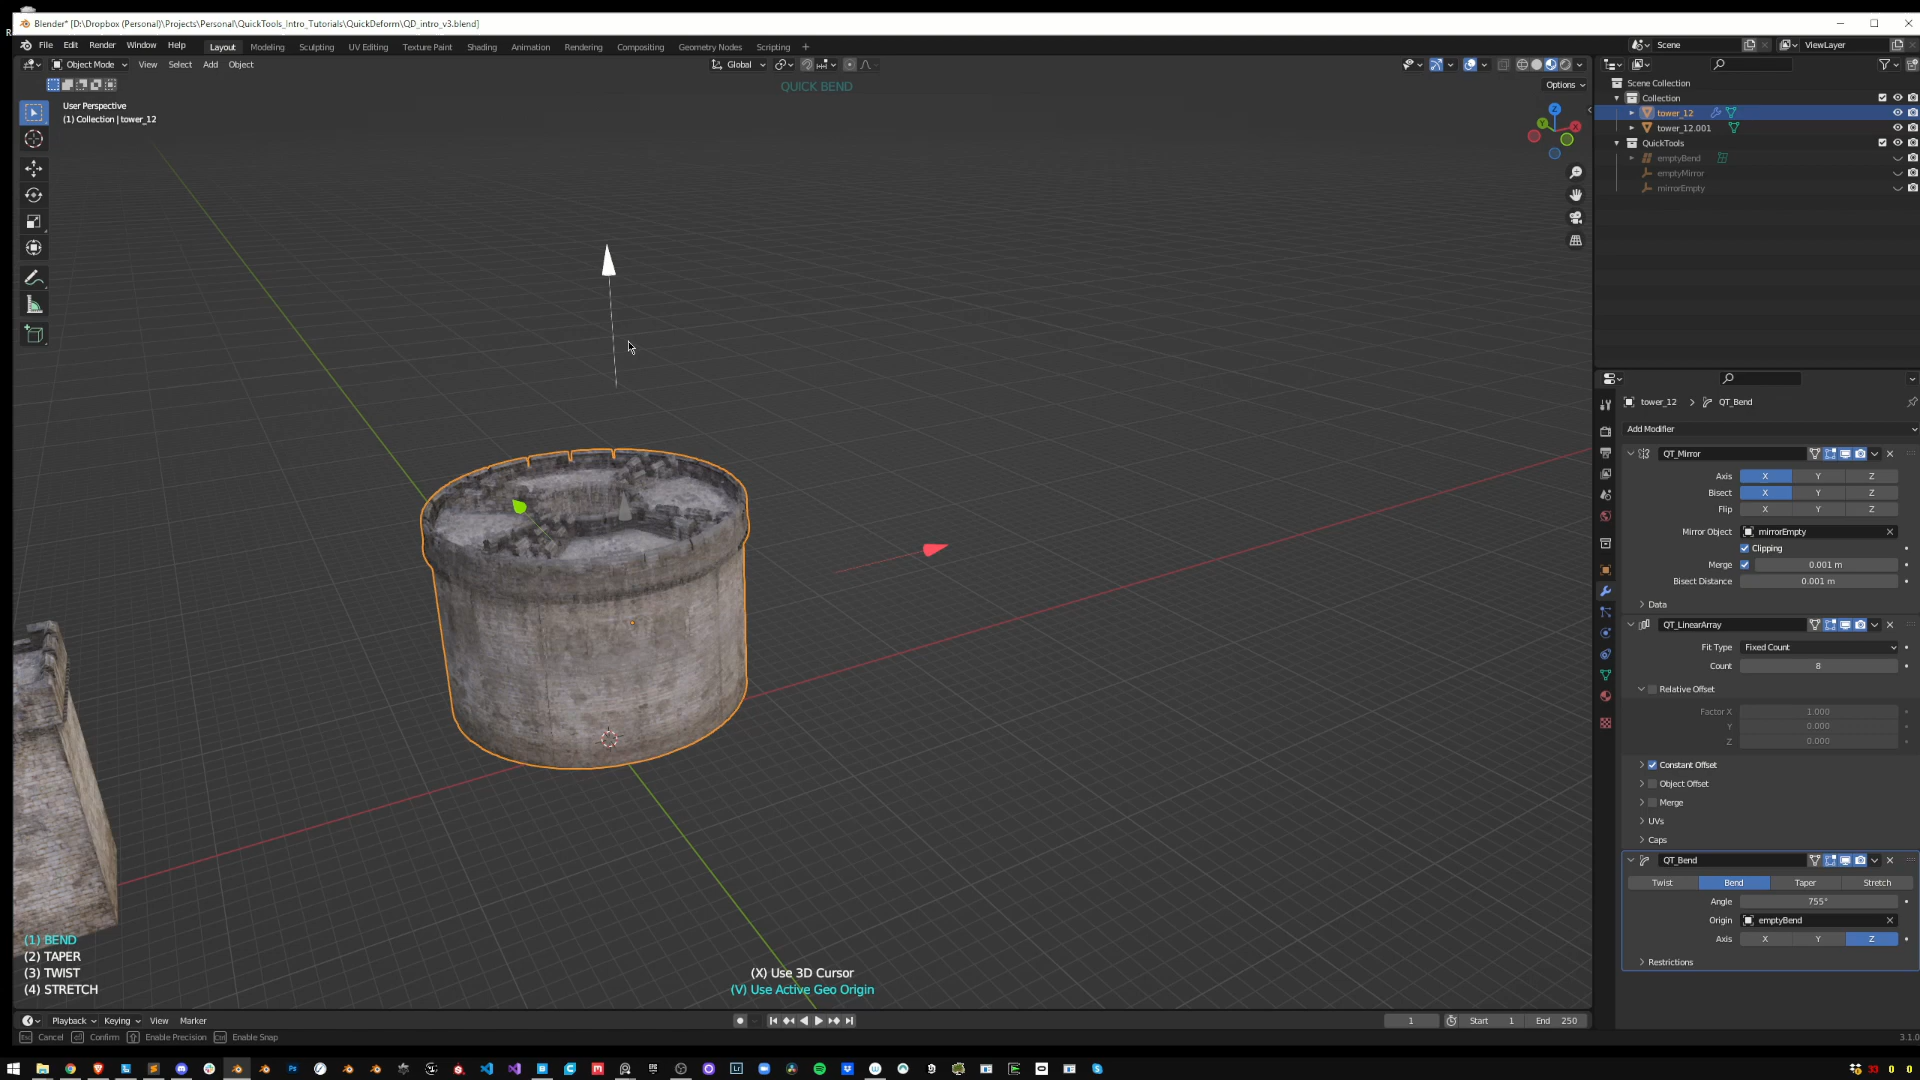 Blender* [D:\Dropbox (Personal)\Projects\Personal\QuickTools_Intro_Tutorials\QuickDeform\QD_intro_v3.blend]
File Edit Render Window Help Layout Modeling Sculpting UV Editing Texture Paint Shading Animation Rendering Compositing Geometry Nodes Scripting + Scene ViewLayer
Object Mode View Select Add Object Global
QUICK BEND Options
User Perspective
(1) Collection | tower_12
Scene Collection
Collection
tower_12
tower_12.001
QuickTools
emptyBend
emptyMirror
mirrorEmpty
Z
Y X
tower_12 > QT_Bend
Add Modifier
QT_Mirror
Axis X Y Z
Bisect X Y Z
Flip X Y Z
Mirror Object mirrorEmpty
Clipping
Merge 0.001 m
Bisect Distance 0.001 m
Data
QT_LinearArray
Fit Type Fixed Count
Count 8
Relative Offset
Factor X 1.000
Y 0.000
Z 0.000
Constant Offset
Object Offset
Merge
UVs
Caps
QT_Bend
Twist Bend Taper Stretch
Angle 755°
Origin emptyBend
Axis X Y Z
Restrictions
(1) BEND
(2) TAPER
(3) TWIST
(4) STRETCH
(X) Use 3D Cursor
(V) Use Active Geo Origin
Playback Keying View Marker 1 Start 1 End 250
Esc Cancel Confirm Enable Precision Ctrl Enable Snap 3.1.0
33 0 0